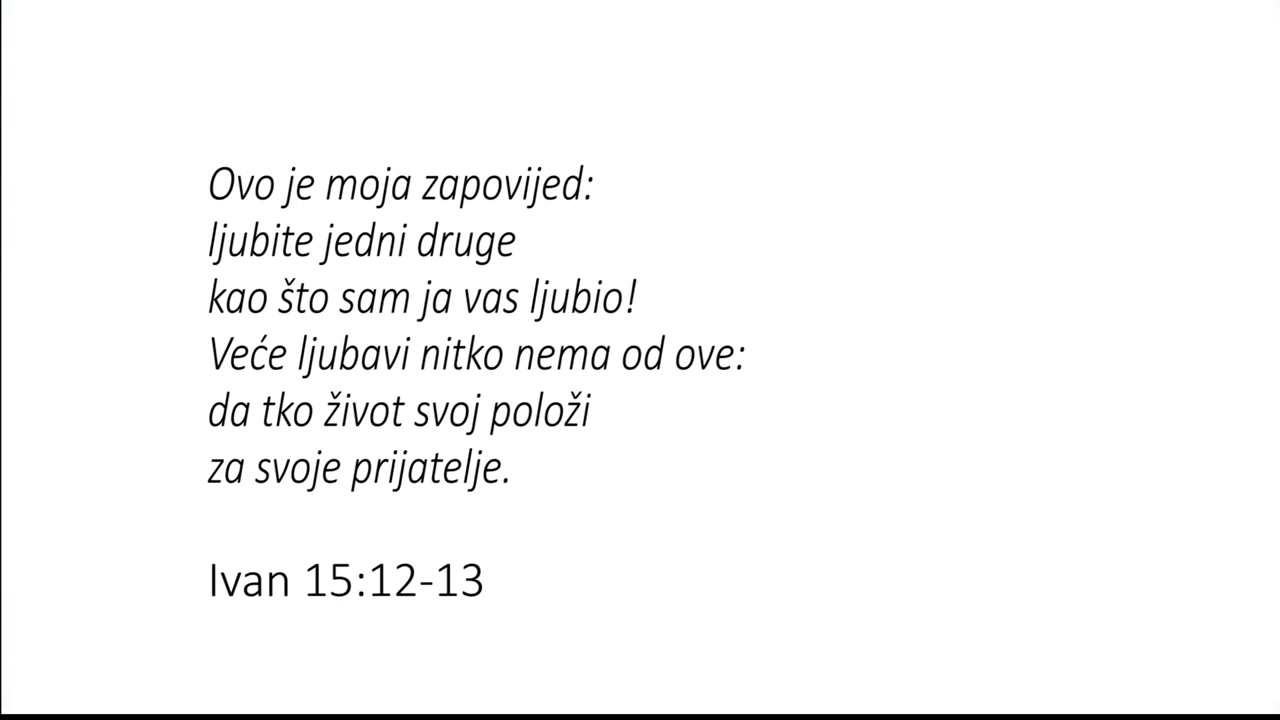 Ovo je moja zapovijed:
ljubite jedni druge
kao što sam ja vas ljubio!
Veće ljubavi nitko nema od ove:
da tko život svoj položi
za svoje prijatelje.
Ivan 15:12-13